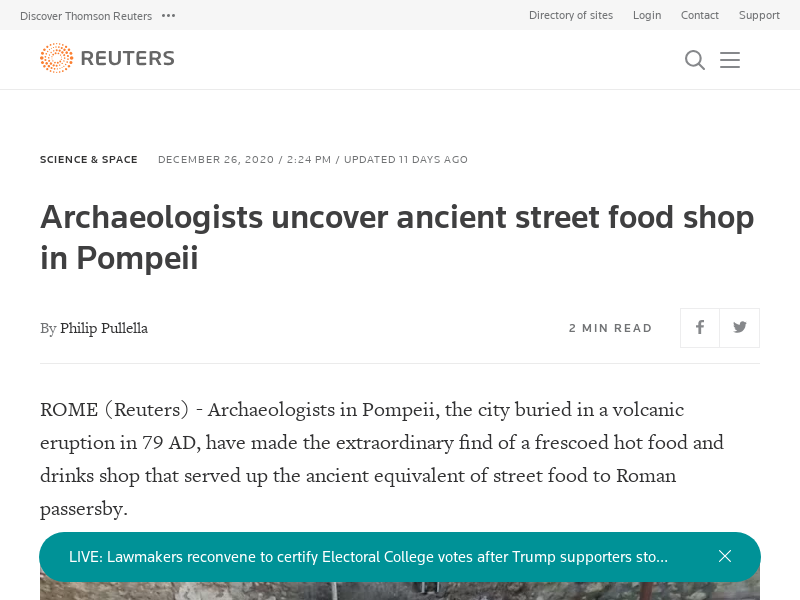 Discover Thomson Reuters
Directory of sites Login Contact Support
REUTERS
SCIENCE & SPACE DECEMBER 26, 2020 / 2:24 PM / UPDATED 11 DAYS AGO
Archaeologists uncover ancient street food shop
in Pompeii
By Philip Pullella
2 MIN READ
ROME (Reuters) - Archaeologists in Pompeii, the city buried in a volcanic
eruption in 79 AD, have made the extraordinary find of a frescoed hot food and
drinks shop that served up the ancient equivalent of street food to Roman
passersby.
LIVE: Lawmakers reconvene to certify Electoral College votes after Trump supporters sto...